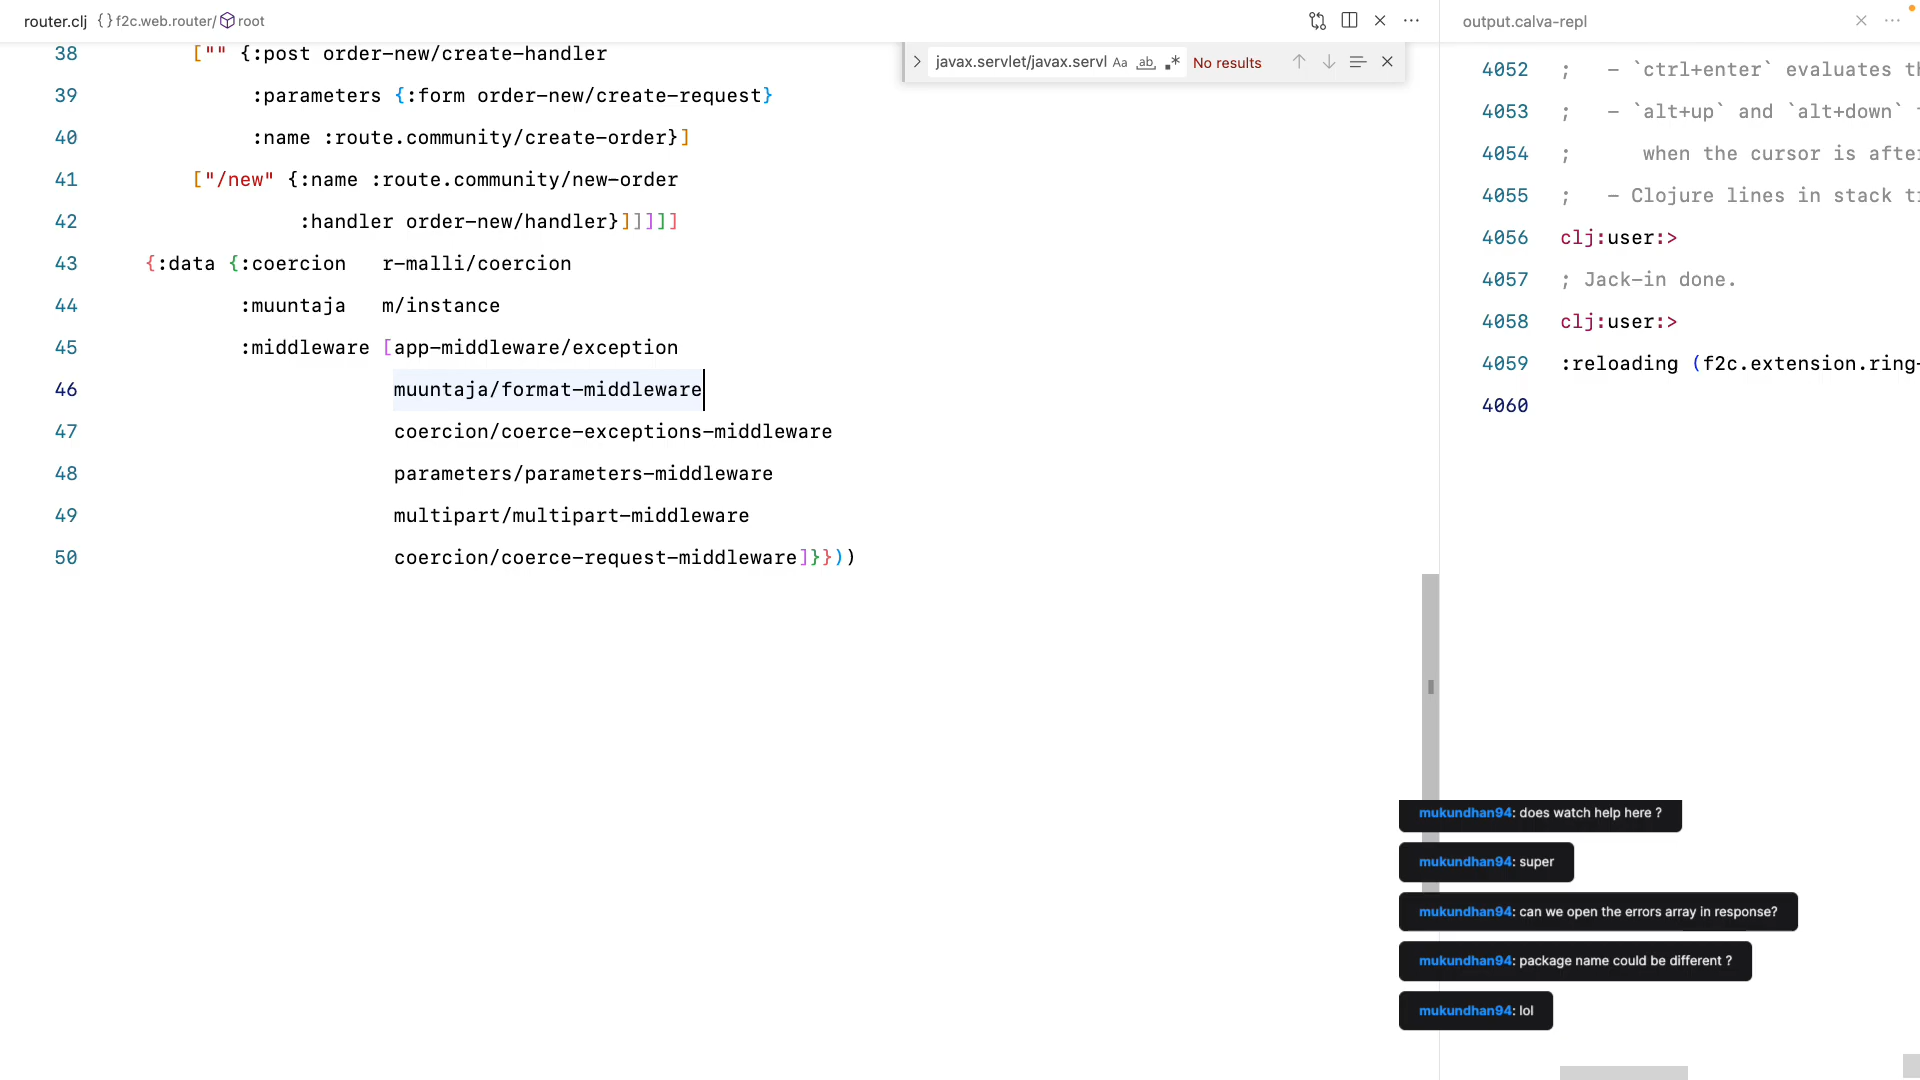 router.clj {} f2c.web.router/ root
javax.servlet/javax.servl Aa ab .* No results
38 ["" {:post order-new/create-handler
39 :parameters {:form order-new/create-request}
40 :name :route.community/create-order}]
41 ["/new" {:name :route.community/new-order
42 :handler order-new/handler}]]]]]
43 {:data {:coercion r-malli/coercion
44 :muuntaja m/instance
45 :middleware [app-middleware/exception
46 muuntaja/format-middleware
47 coercion/coerce-exceptions-middleware
48 parameters/parameters-middleware
49 multipart/multipart-middleware
50 coercion/coerce-request-middleware]}}))
output.calva-repl
4052 ; - `ctrl+enter` evaluates th
4053 ; - `alt+up` and `alt+down`
4054 ; when the cursor is afte
4055 ; - Clojure lines in stack t
4056 clj:user:>
4057 ; Jack-in done.
4058 clj:user:>
4059 :reloading (f2c.extension.ring-
4060
mukundhan94: does watch help here ?
mukundhan94: super
mukundhan94: can we open the errors array in response?
mukundhan94: package name could be different ?
mukundhan94: lol